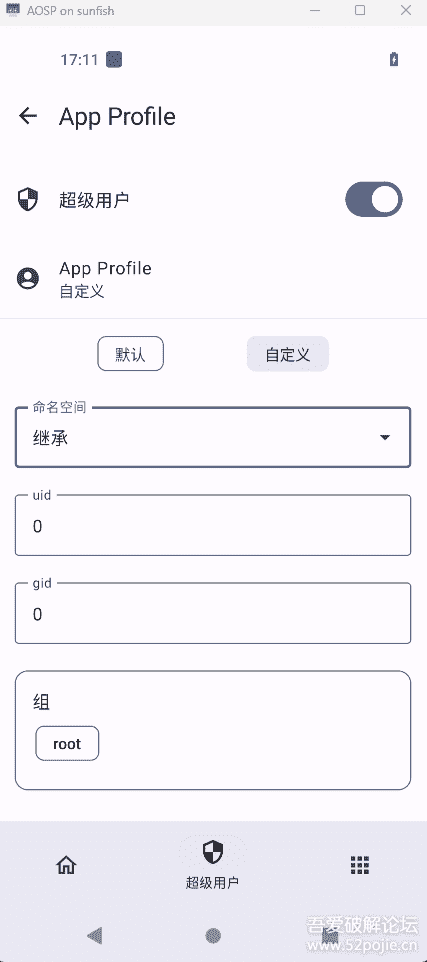 AOSP on sunfish
17:11
App Profile
超级用户
App Profile
自定义
默认
自定义
命名空间
继承
uid
0
gid
0
组
root
超级用户
吾爱破解论坛
www.52pojie.cn